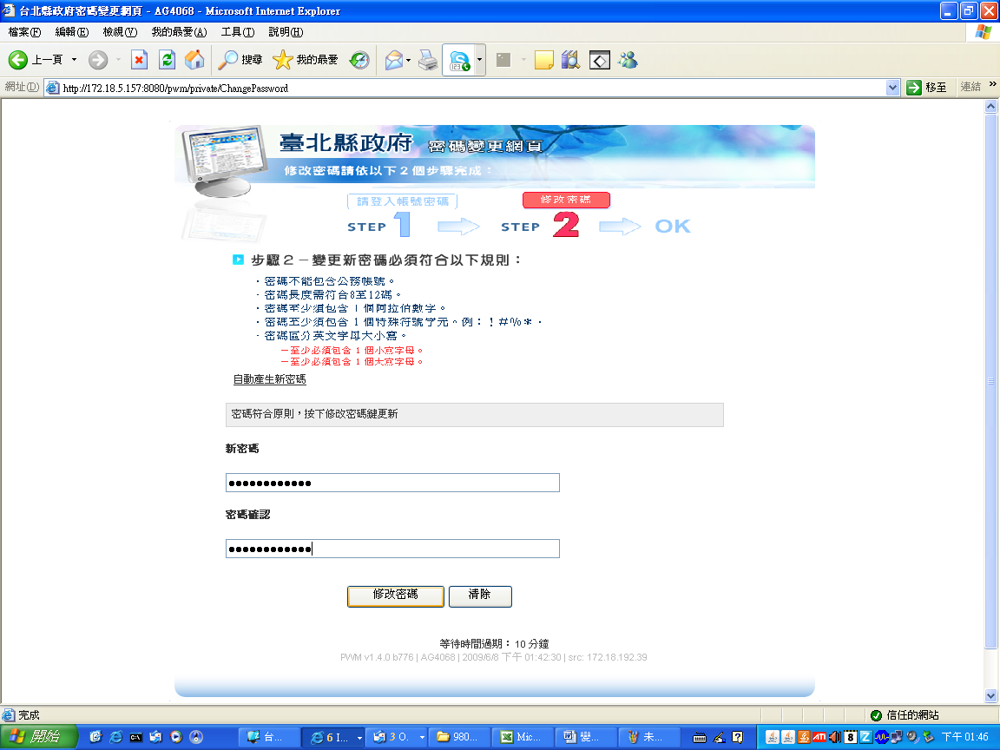 台北縣政府密碼變更網頁 - AG4068 - Microsoft Internet Explorer
檔案(F) 編輯(E) 檢視(V) 我的最愛(A) 工具(T) 說明(H)
上一頁 搜尋 我的最愛
網址(D) http://172.18.5.157:8080/pwm/private/ChangePassword 移至 連結 »
臺北縣政府 密碼變更網頁
修改密碼請依以下2個步驟完成：
請登入帳號密碼 修改密碼
STEP 1 STEP 2 OK
步驟2－變更新密碼必須符合以下規則：
・密碼不能包含公務帳號。
・密碼長度需符合8至12碼。
・密碼至少須包含 1 個阿拉伯數字。
・密碼至少須包含 1 個特殊符號字元。例：！#%*・
・密碼區分英文字母大小寫。
－至少必須包含 1 個小寫字母。
－至少必須包含 1 個大寫字母。
自動產生新密碼
密碼符合原則，按下修改密碼鍵更新
新密碼
●●●●●●●●●●●●
密碼確認
●●●●●●●●●●●●
修改密碼 清除
等待時間過期： 10 分鐘
PWM v1.4.0 b776 | AG4068 | 2009/6/8 下午 01:42:30 | src: 172.18.192.39
完成 信任的網站
開始 台... 6 I... 3 O... 980... Mic... 變... 未... 下午 01:46